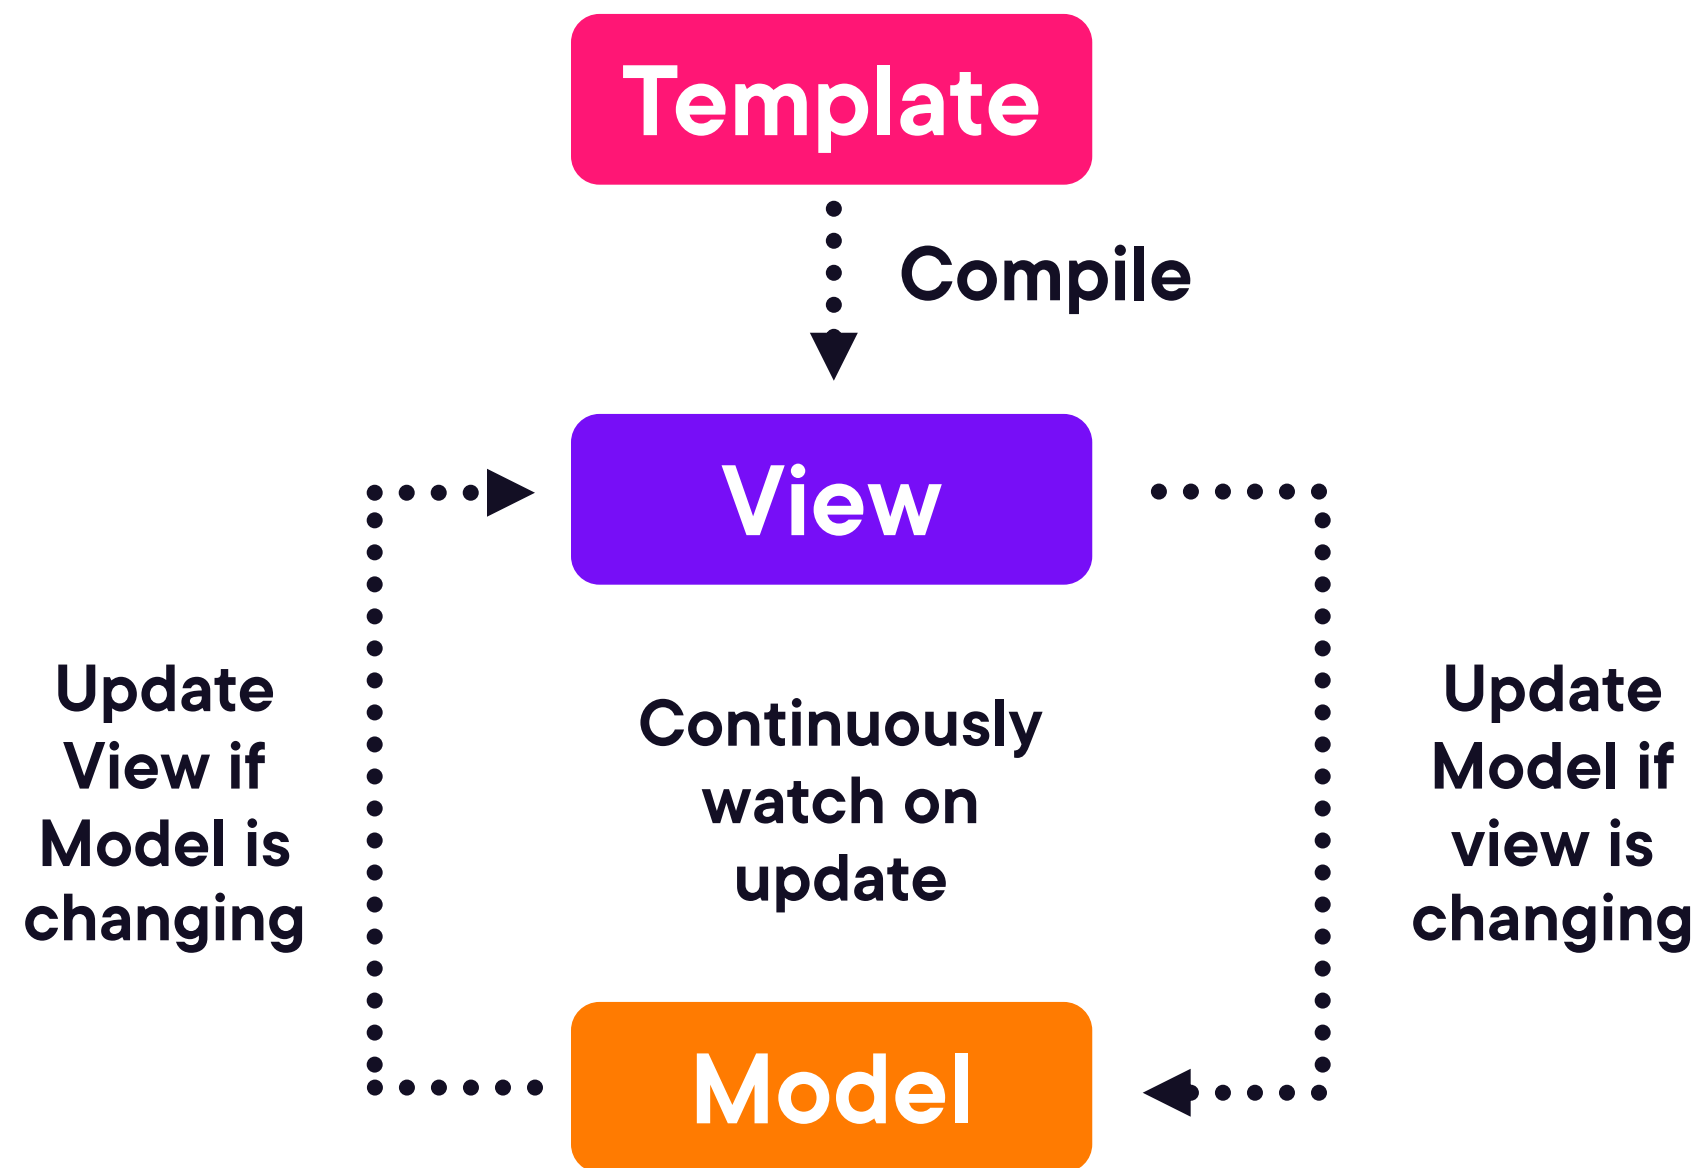 Template
Compile
View
Update
View if
Model is
changing
Continuously
watch on
update
Update
Model if
view is
changing
Model